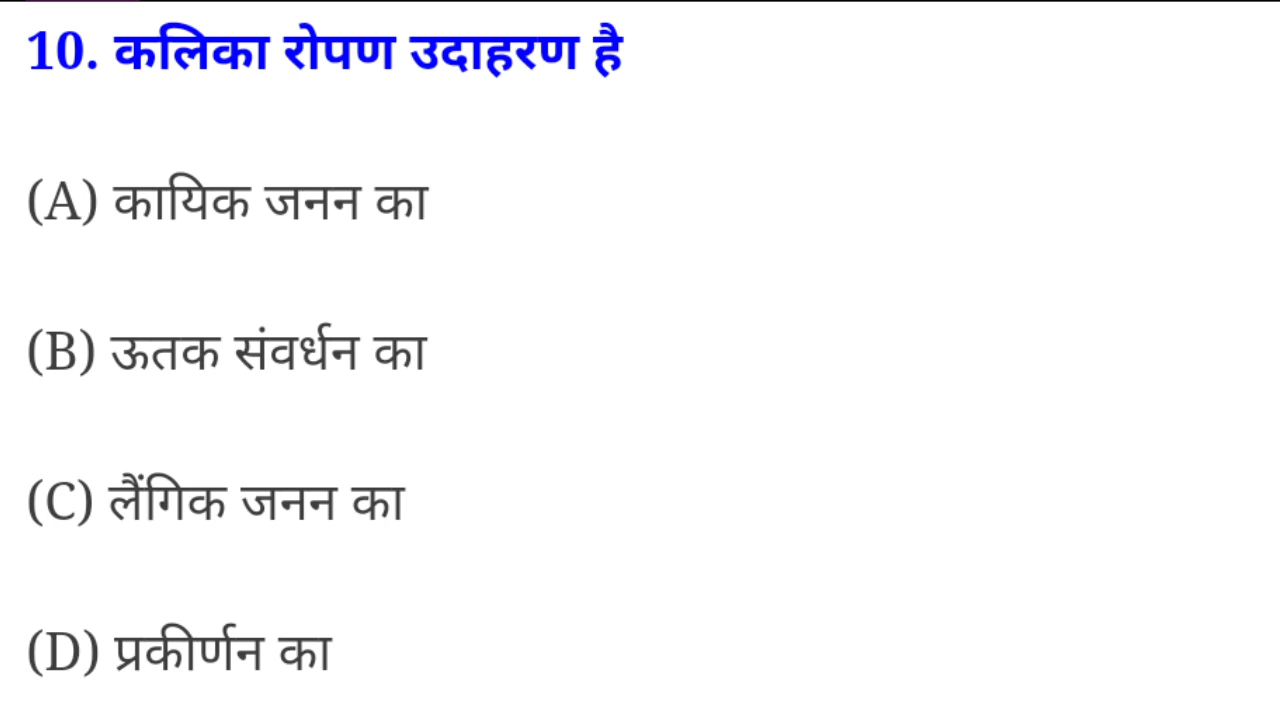 10. कलिका रोपण उदाहरण है
(A) कायिक जनन का
(B) ऊतक संवर्धन का
(C) लैंगिक जनन का
(D) प्रकीर्णन का